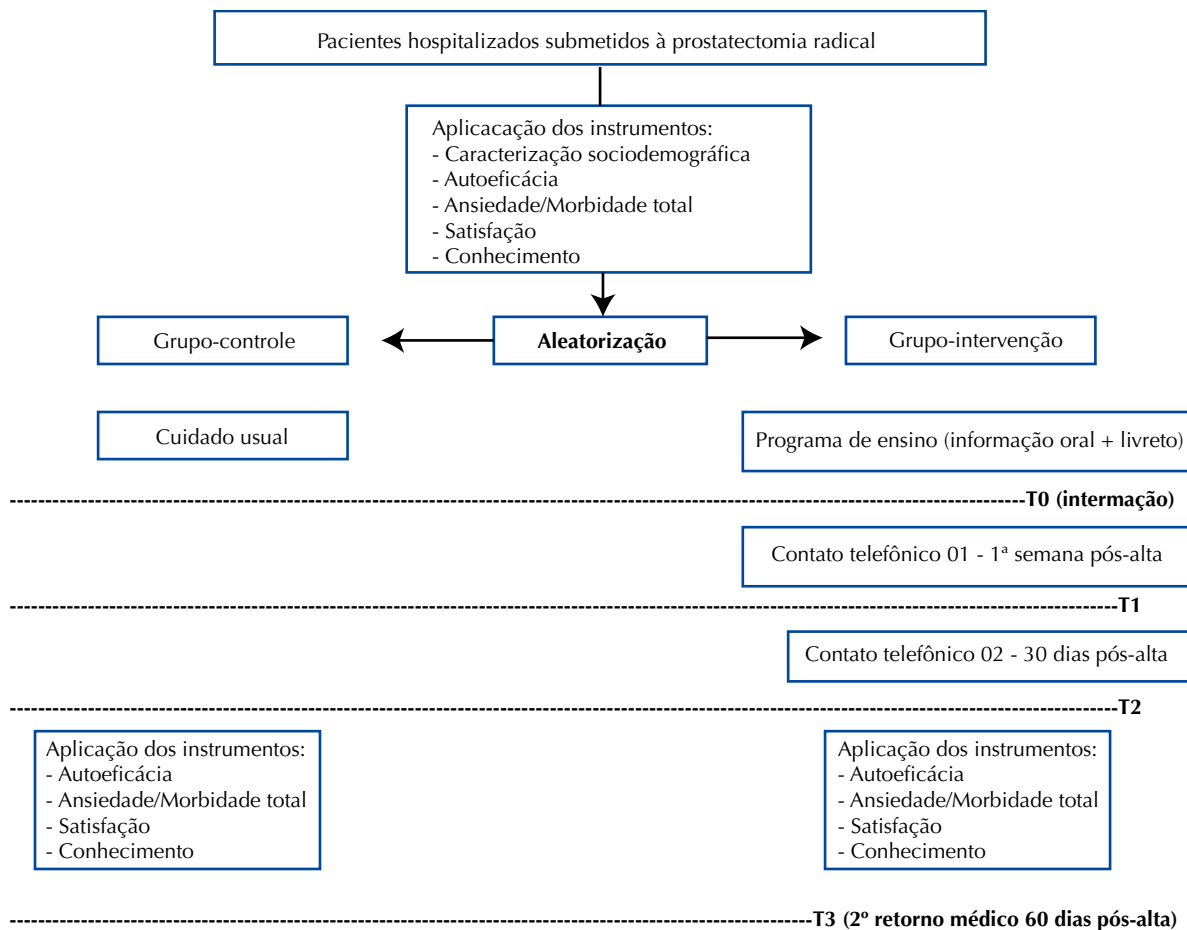 Pacientes hospitalizados submetidos à prostatectomia radical
Aplicacação dos instrumentos:
- Caracterização sociodemográfica
- Autoeficácia
- Ansiedade/Morbidade total
- Satisfação
- Conhecimento
Grupo-controle
Aleatorização
Grupo-intervenção
Cuidado usual
Programa de ensino (informação oral + livreto)
T0 (intermação)
Contato telefônico 01 - 1ª semana pós-alta
T1
Contato telefônico 02 - 30 dias pós-alta
T2
Aplicação dos instrumentos:
- Autoeficácia
- Ansiedade/Morbidade total
- Satisfação
- Conhecimento
Aplicação dos instrumentos:
- Autoeficácia
- Ansiedade/Morbidade total
- Satisfação
- Conhecimento
T3 (2º retorno médico 60 dias pós-alta)